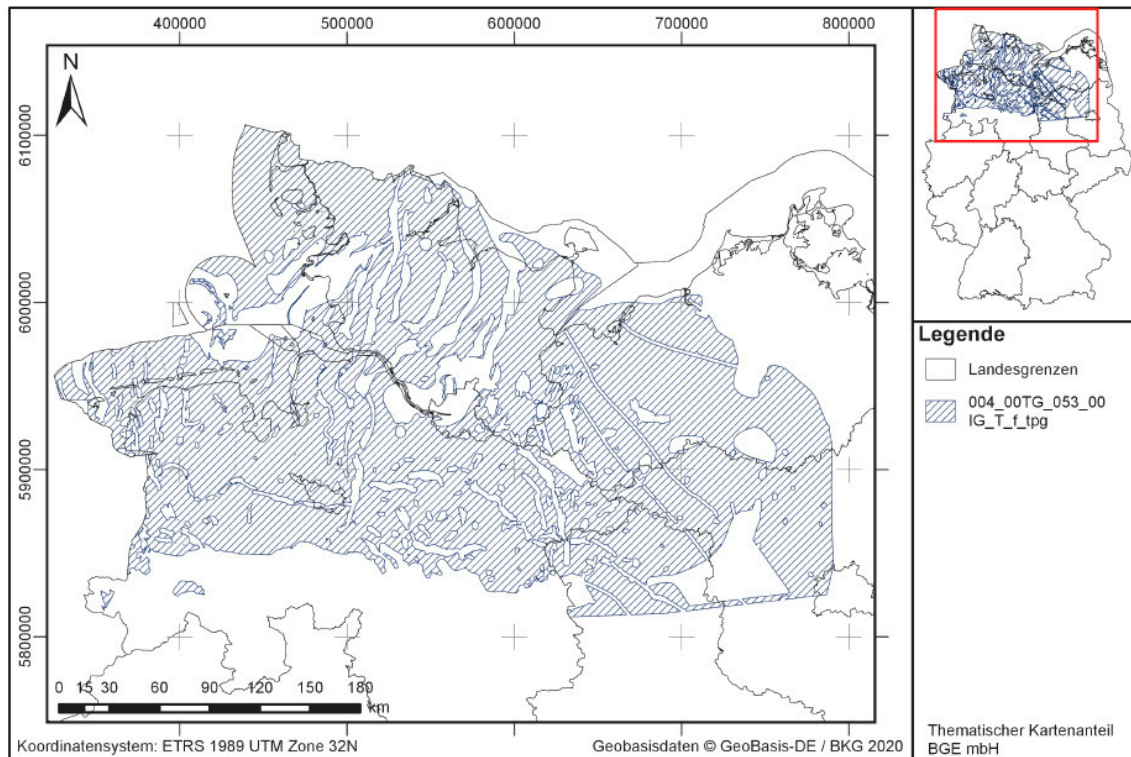 400000 500000 600000 700000 800000
N
6100000
6000000
5900000
5800000
0 15 30 60 90 120 150 180
km
Koordinatensystem: ETRS 1989 UTM Zone 32N
Geobasisdaten © GeoBasis-DE / BKG 2020
Legende
Landesgrenzen
004_00TG_053_00
IG_T_f_tpg
Thematischer Kartenanteil
BGE mbH